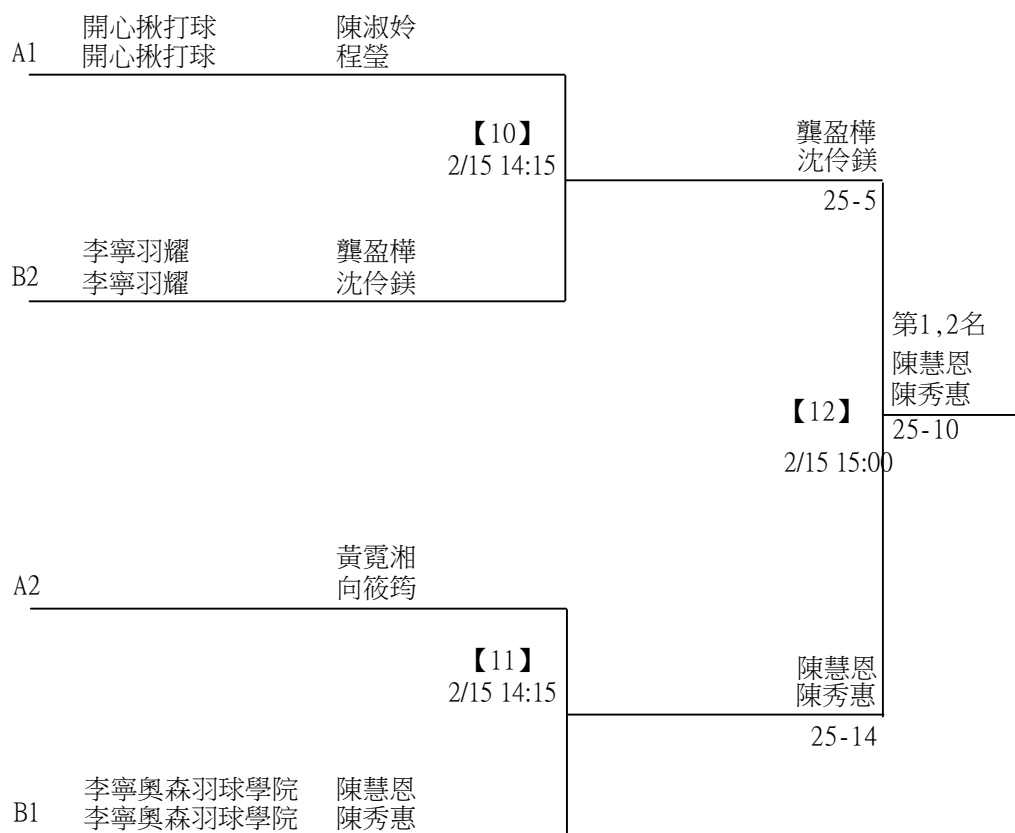 開心揪打球 陳淑姈
A1 開心揪打球 程瑩
【10】
2/15 14:15
龔盈樺
沈伶鎂
25-5
李寧羽耀 龔盈樺
B2 李寧羽耀 沈伶鎂
第1,2名
陳慧恩
陳秀惠
【12】
25-10
2/15 15:00
黃霓湘
A2 向筱筠
【11】
2/15 14:15
陳慧恩
陳秀惠
25-14
李寧奧森羽球學院 陳慧恩
B1 李寧奧森羽球學院 陳秀惠